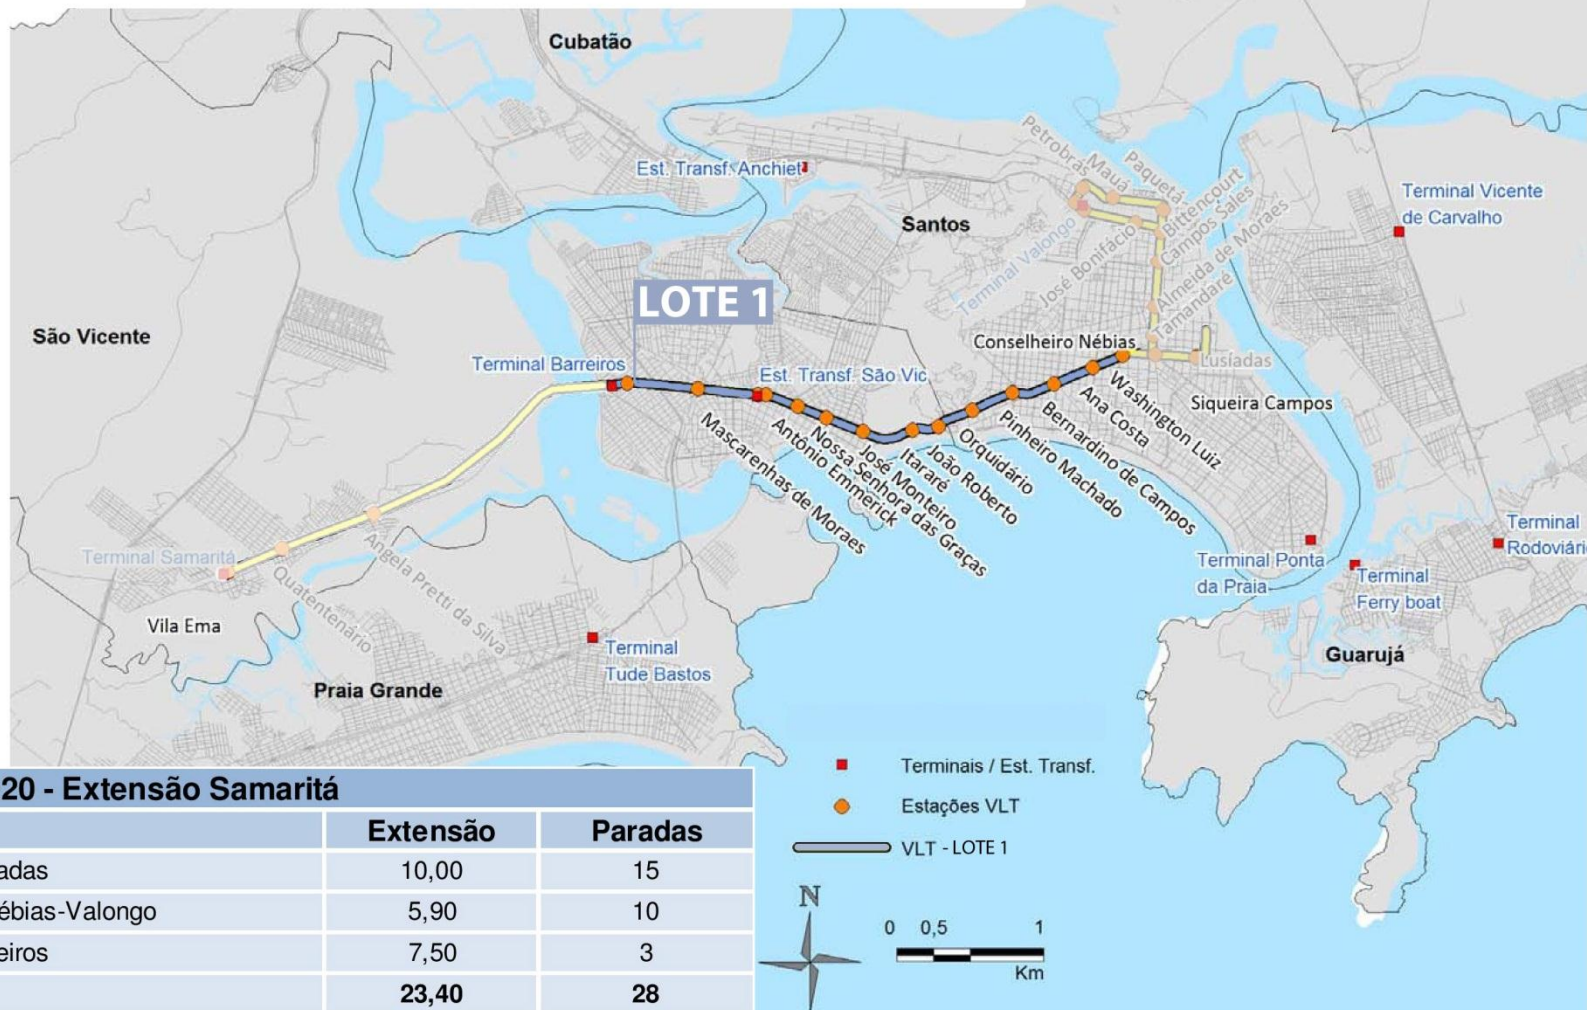 Cubatão
Petrobras
Mauá
Paquetá
Bittencourt
Campos Sales
Almeida de Moraes
Tamandaré
Est. Transf. Anchiet
Santos
Terminal Vicente
de Carvalho
Terminal Valongo
José Bonifácio
LOTE 1
São Vicente
Conselheiro Nébias
Lusíadas
Terminal Barreiros
Est. Transf. São Vic
Siqueira Campos
Washington Luiz
Ana Costa
Bernardino de Campos
Pinheiro Machado
Orquidário
João Roberto
Itararé
José Monteiro
Nossa Senhora das Graças
Antônio Emmerick
Mascarenhas de Moraes
Terminal Samaritá
Quatentenário
Ângela Pretti da Silva
Vila Ema
Terminal Ponta
da Praia
Terminal
Ferry boat
Terminal
Rodoviári
Terminal
Tude Bastos
Praia Grande
Guarujá
Terminais / Est. Transf.
Estações VLT
VLT - LOTE 1
N
0 0,5 1
Km
20 - Extensão Samaritá
Extensão Paradas
adas 10,00 15
ébias-Valongo 5,90 10
eiros 7,50 3
23,40 28